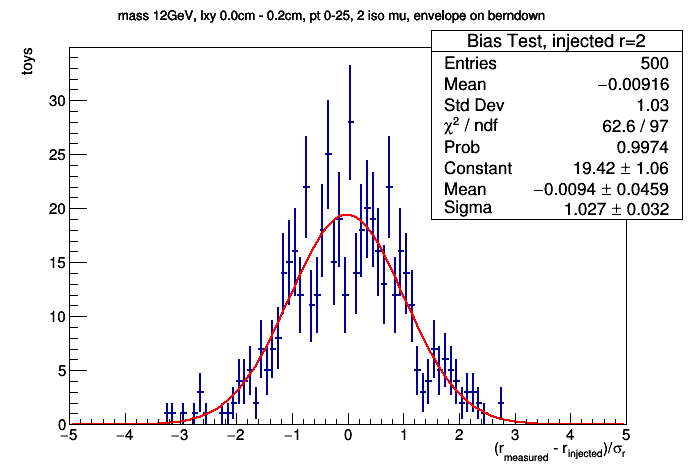 mass 12GeV, lxy 0.0cm - 0.2cm, pt 0-25, 2 iso mu, envelope on berndown
toys
Bias Test, injected r=2
Entries 500
Mean −0.00916
Std Dev 1.03
χ² / ndf 62.6 / 97
Prob 0.9974
Constant 19.42 ± 1.06
Mean −0.0094 ± 0.0459
Sigma 1.027 ± 0.032
30
25
20
15
10
5
0
−5 −4 −3 −2 −1 0 1 2 3 4 5
(r_measured - r_injected)/σ_r